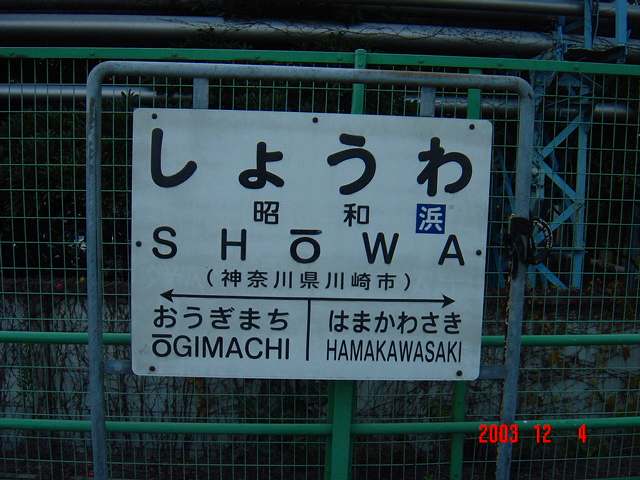 しょうわ
昭和 浜
SHŌWA
(神奈川県川崎市)
おうぎまち はまかわさき
ŌGIMACHI HAMAKAWASAKI
2003 12 4